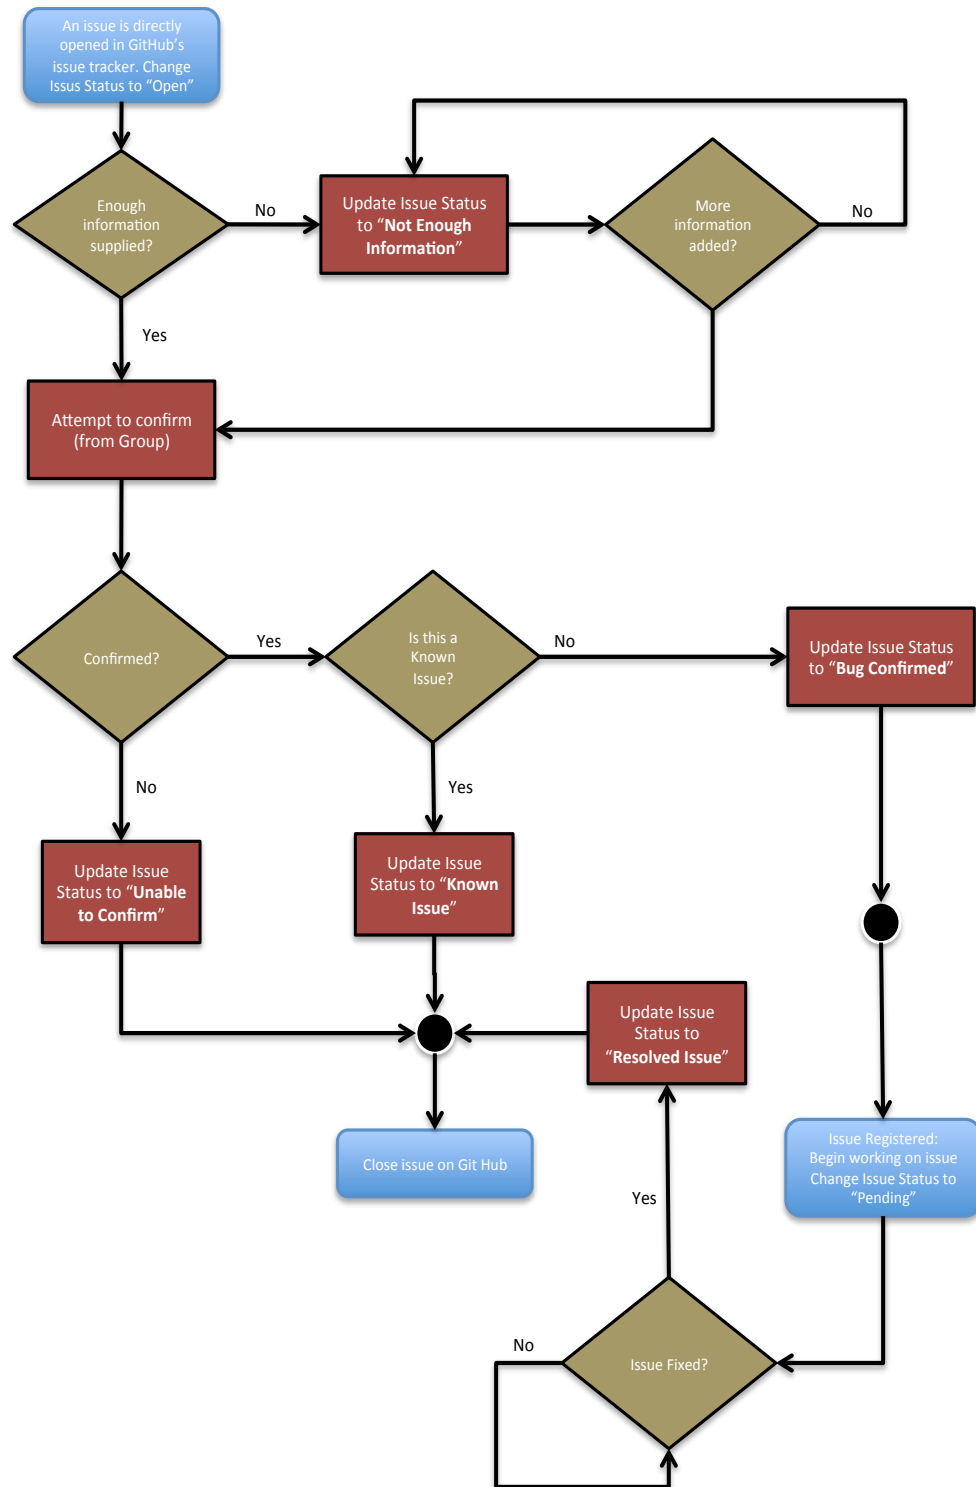 An issue is directly
opened in GitHub's
issue tracker. Change
Issus Status to “Open”
Enough
information
supplied?
No
Update Issue Status
to “Not Enough
Information”
More
information
added?
No
Yes
Attempt to confirm
(from Group)
Confirmed?
Yes
Is this a
Known
Issue?
No
Update Issue Status
to “Bug Confirmed”
No
Yes
Update Issue
Status to “Unable
to Confirm”
Update Issue
Status to “Known
Issue”
Update Issue
Status to
“Resolved Issue”
Close issue on Git Hub
Issue Registered:
Begin working on issue
Change Issue Status to
“Pending”
Yes
No
Issue Fixed?